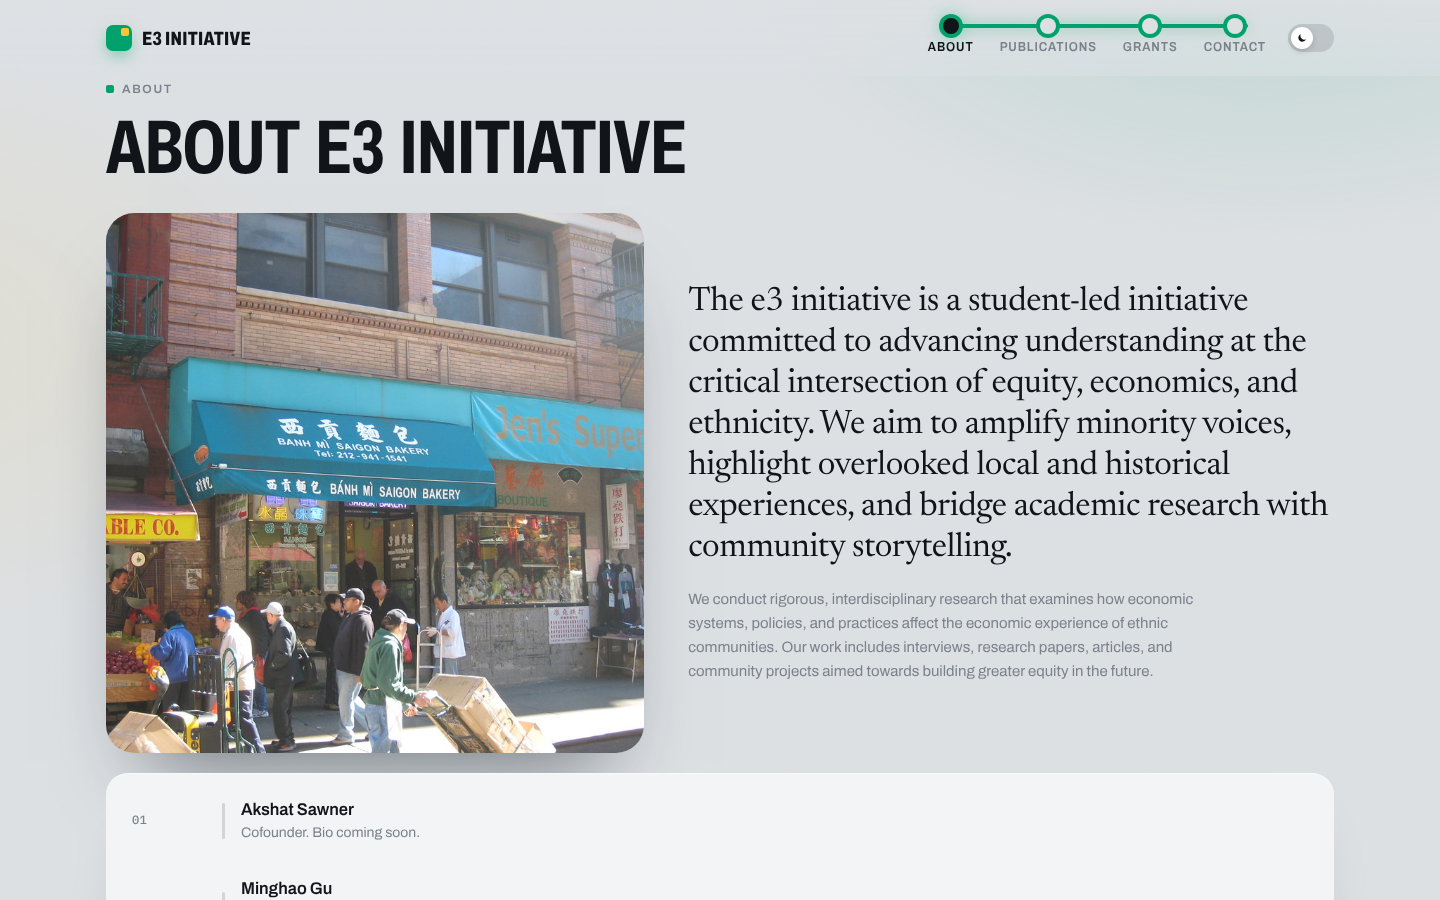 E3 INITIATIVE
ABOUT
PUBLICATIONS
GRANTS
CONTACT
ABOUT
ABOUT E3 INITIATIVE
西貢麵包
BANH MÌ SAIGON BAKERY
Tel: 212-941-1541
西貢麵包 BÁNH MÌ SAIGON BAKERY
Jen's Super
BOUTIQUE
ABLE CO.
The e3 initiative is a student-led initiative
committed to advancing understanding at the
critical intersection of equity, economics, and
ethnicity. We aim to amplify minority voices,
highlight overlooked local and historical
experiences, and bridge academic research with
community storytelling.
We conduct rigorous, interdisciplinary research that examines how economic
systems, policies, and practices affect the economic experience of ethnic
communities. Our work includes interviews, research papers, articles, and
community projects aimed towards building greater equity in the future.
01
Akshat Sawner
Cofounder. Bio coming soon.
Minghao Gu